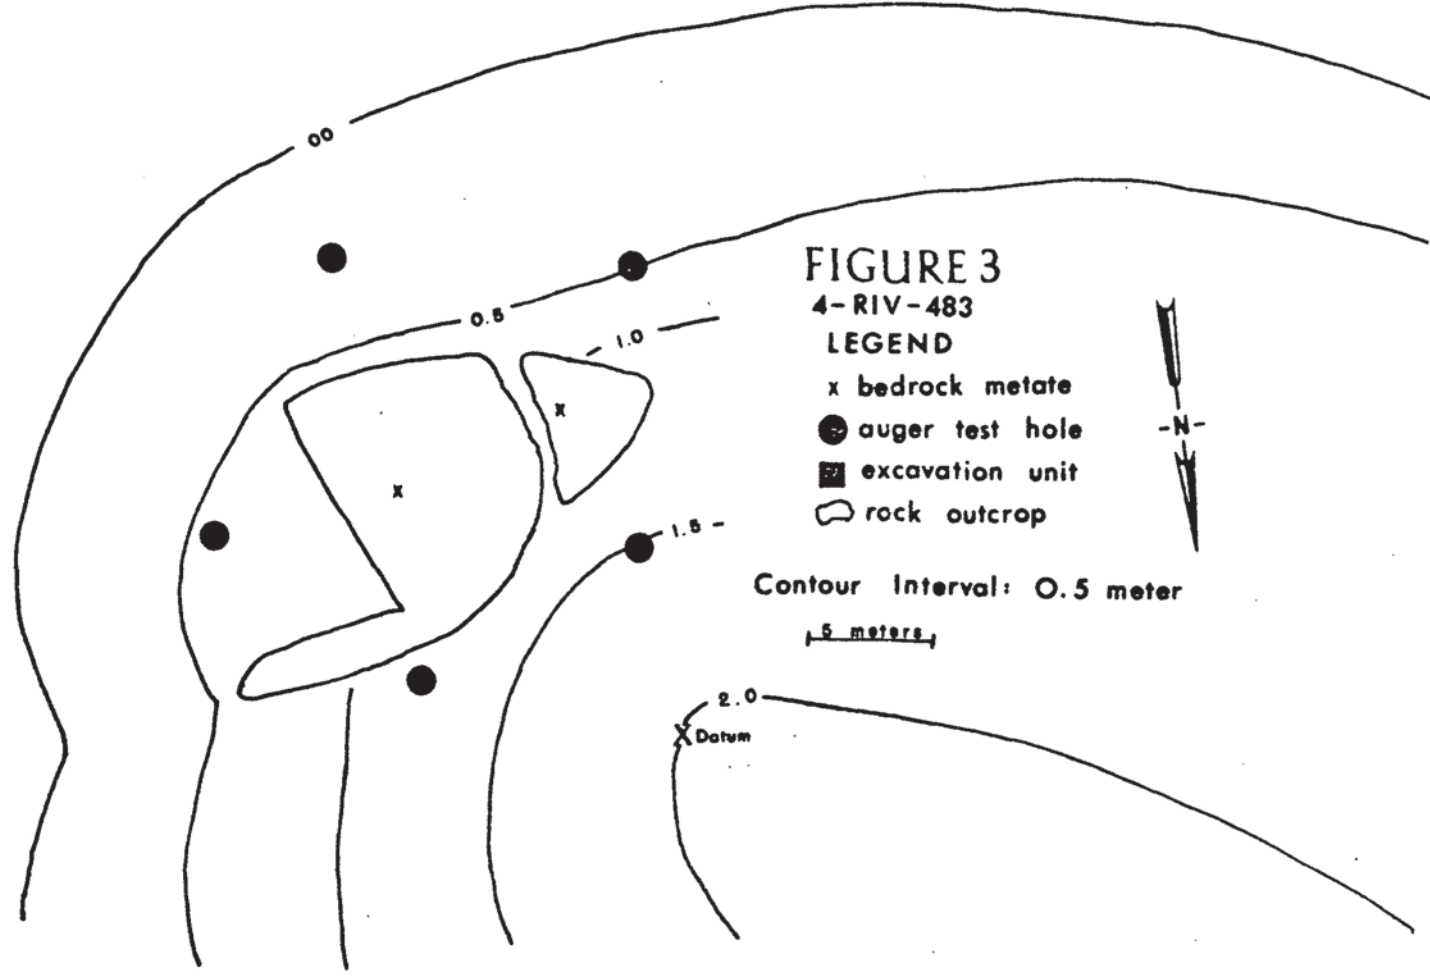 00
0.5
1.0
FIGURE 3
4-RIV-483
LEGEND
x bedrock metate
auger test hole
excavation unit
rock outcrop
-N-
1.5
Contour Interval: 0.5 meter
5 meters
2.0
X Datum
x
x